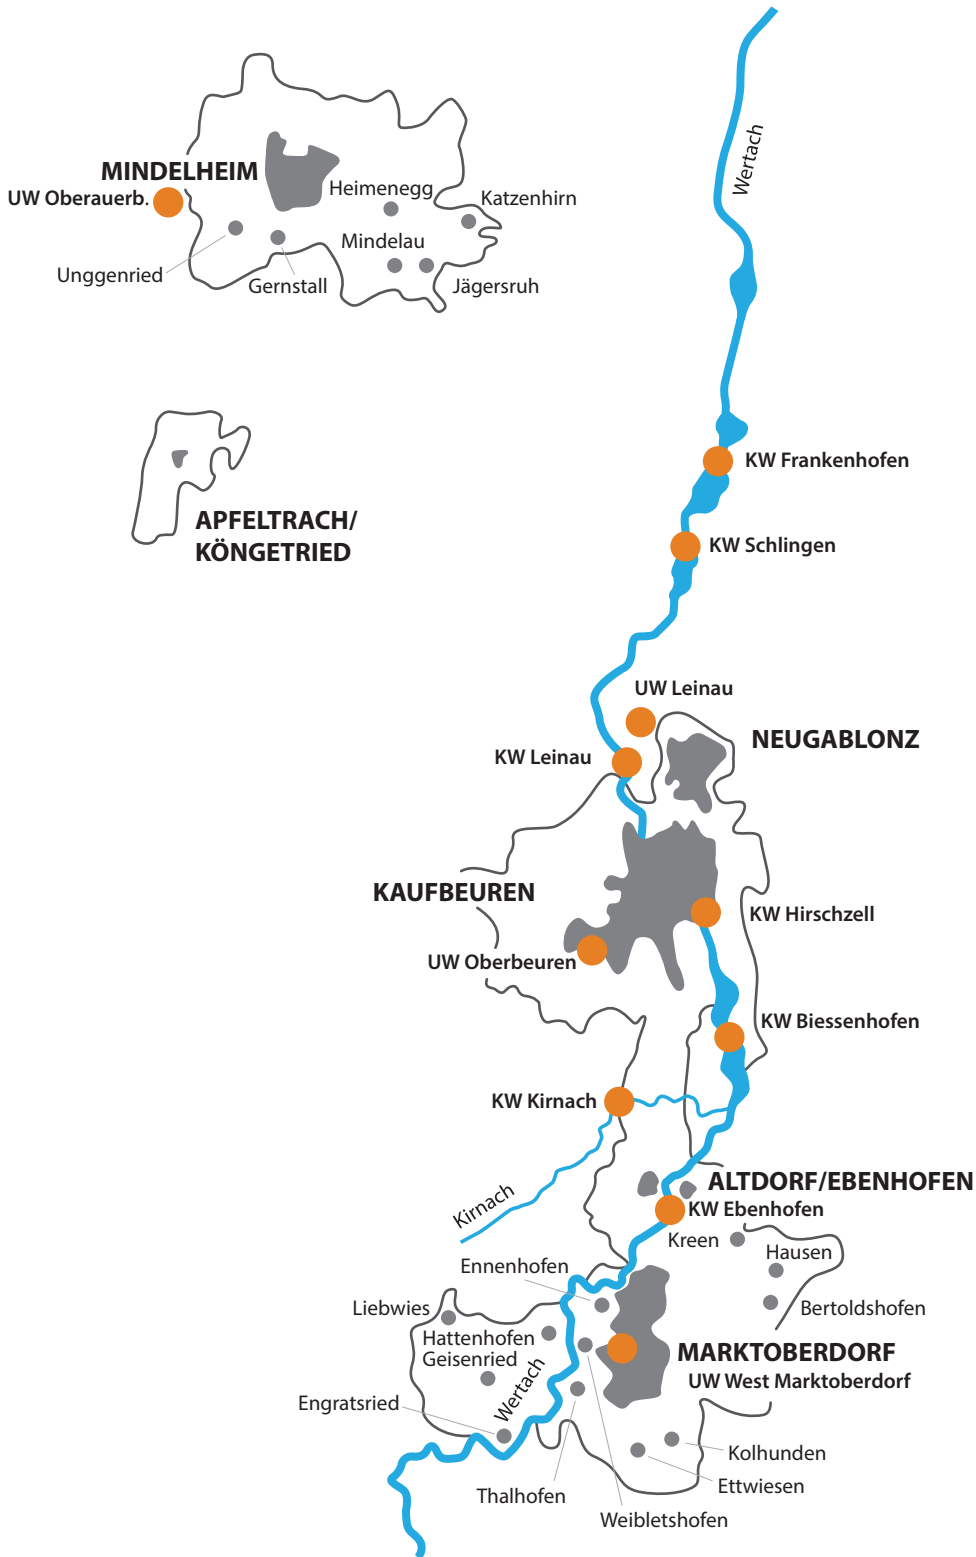 Wertach
MINDELHEIM
UW Oberauerb.
Heimenegg
Katzenhirn
Mindelau
Unggenried
Gernstall
Jägersruh
KW Frankenhofen
APFELTRACH/
KÖNGETRIED
KW Schlingen
UW Leinau
NEUGABLONZ
KW Leinau
KAUFBEUREN
KW Hirschzell
UW Oberbeuren
KW Biessenhofen
KW Kirnach
ALTDORF/EBENHOFEN
Kirnach
KW Ebenhofen
Kreen
Hausen
Ennenhofen
Liebwies
Bertoldshofen
Hattenhofen
Geisenried
MARKTOBERDORF
UW West Marktoberdorf
Wertach
Engratsried
Kolhunden
Ettwiesen
Thalhofen
Weibletshofen